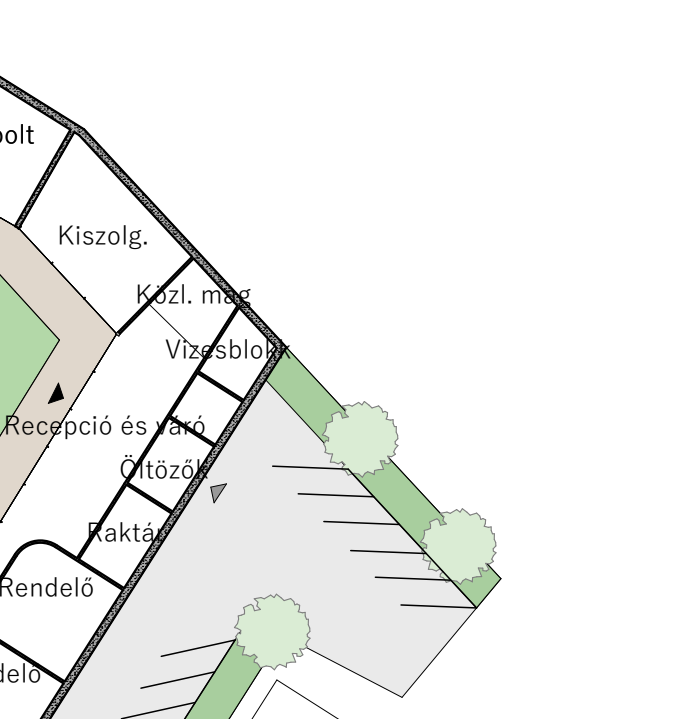 bolt
Kiszolg.
Közl. mag
Vizesblokk
Recepció és váró
Öltözők
Raktár
Rendelő
delő